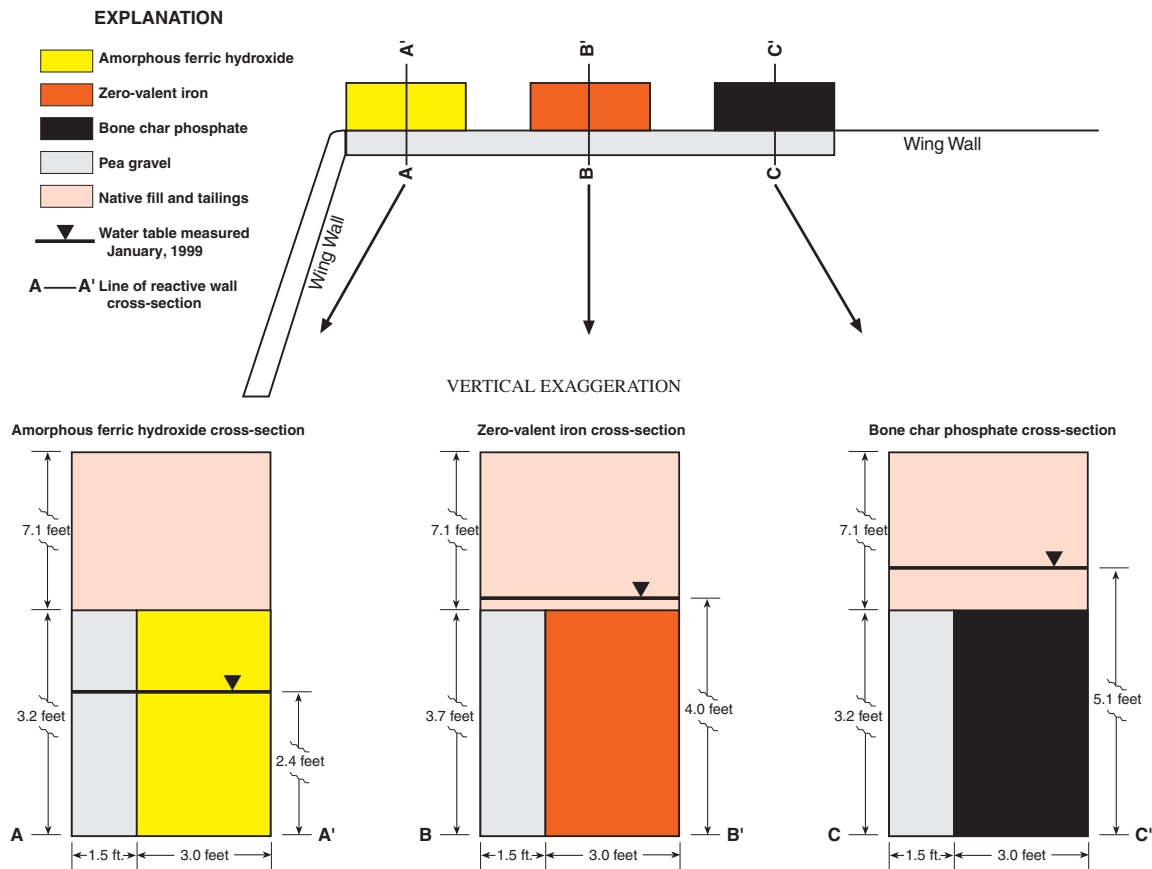 EXPLANATION
Amorphous ferric hydroxide
Zero-valent iron
Bone char phosphate
Pea gravel
Native fill and tailings
Water table measured
January, 1999
A A' Line of reactive wall
cross-section
A' B' C'
A B C
Wing Wall
Wing Wall
VERTICAL EXAGGERATION
Amorphous ferric hydroxide cross-section
7.1 feet
3.2 feet
2.4 feet
A A'
1.5 ft. 3.0 feet
Zero-valent iron cross-section
7.1 feet
3.7 feet
4.0 feet
B B'
1.5 ft. 3.0 feet
Bone char phosphate cross-section
7.1 feet
3.2 feet
5.1 feet
C C'
1.5 ft. 3.0 feet